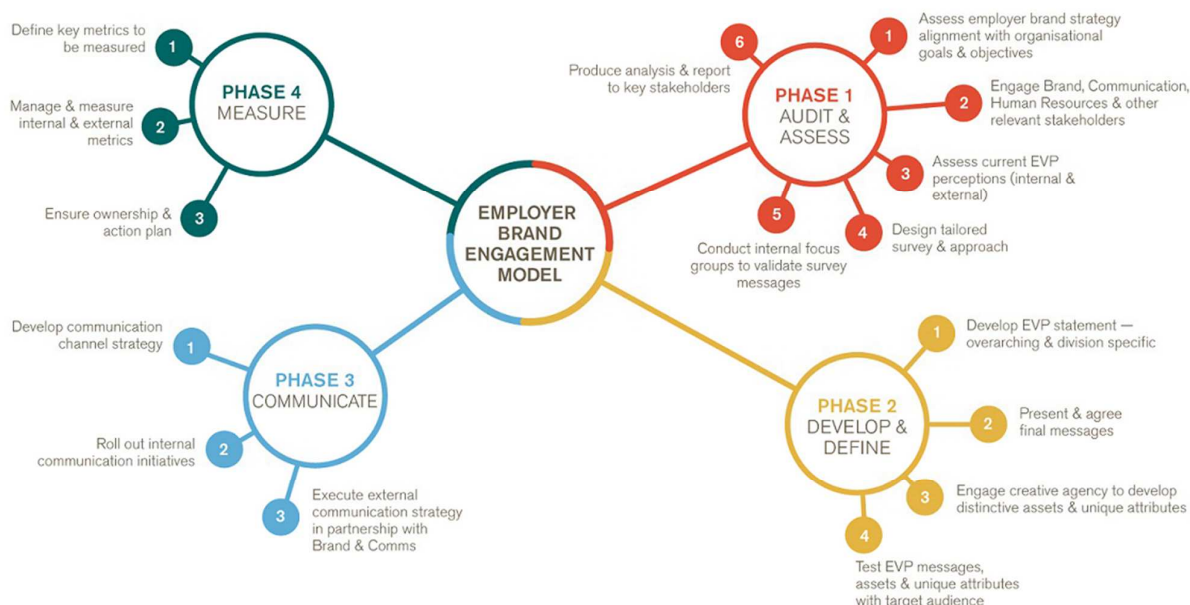 EMPLOYER
BRAND
ENGAGEMENT
MODEL
PHASE 1
AUDIT &
ASSESS
1
Assess employer brand strategy
alignment with organisational
goals & objectives
2
Engage Brand, Communication,
Human Resources & other
relevant stakeholders
3
Assess current EVP
perceptions (internal &
external)
4
Design tailored
survey & approach
5
Conduct internal focus
groups to validate survey
messages
6
Produce analysis & report
to key stakeholders
PHASE 2
DEVELOP &
DEFINE
1
Develop EVP statement —
overarching & division specific
2
Present & agree
final messages
3
Engage creative agency to develop
distinctive assets & unique attributes
4
Test EVP messages,
assets & unique attributes
with target audience
PHASE 3
COMMUNICATE
1
Develop communication
channel strategy
2
Roll out internal
communication initiatives
3
Execute external
communication strategy
in partnership with
Brand & Comms
PHASE 4
MEASURE
1
Define key metrics to
be measured
2
Manage & measure
internal & external
metrics
3
Ensure ownership &
action plan